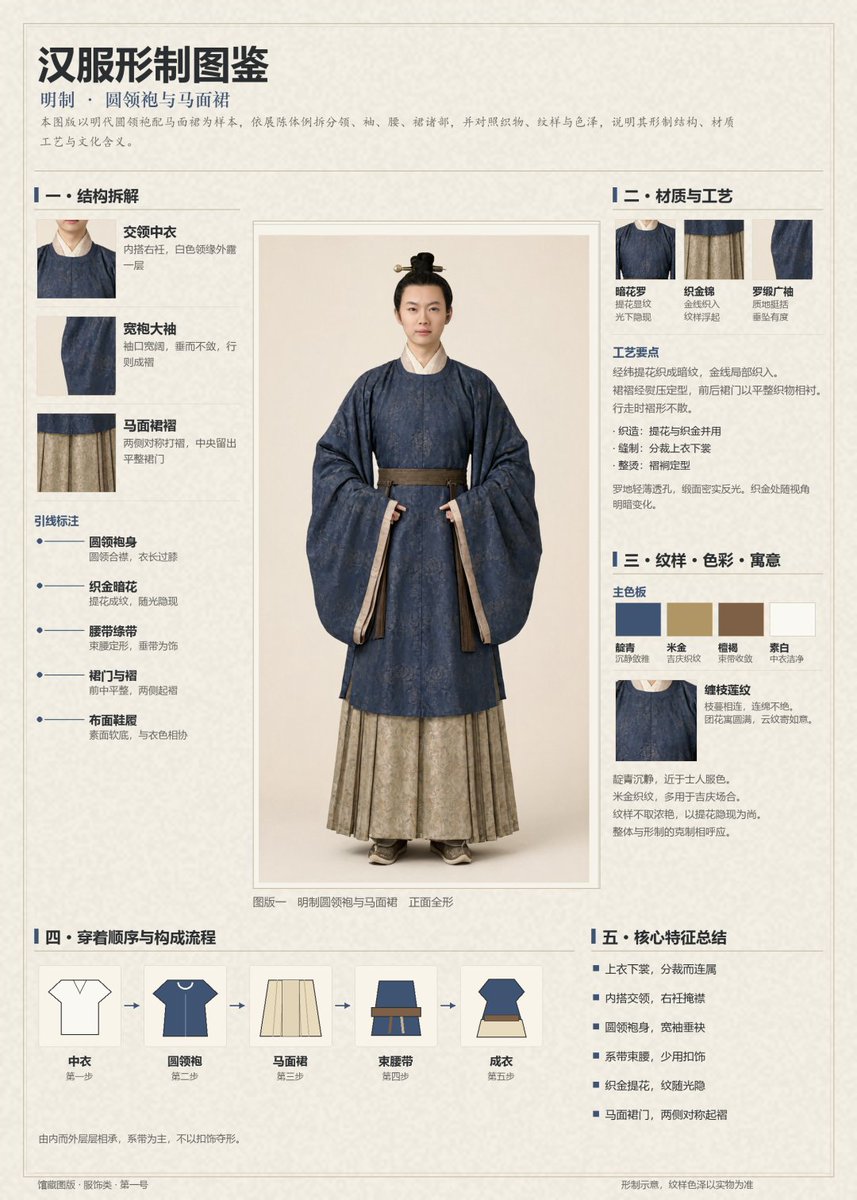 汉服形制图鉴
明制 · 圆领袍与马面裙
本图版以明代圆领袍配马面裙为样本，依展陈体例拆分领、袖、腰、裙诸部，并对照织物、纹样与色泽，说明其形制结构、材质
工艺与文化含义。
一·结构拆解
交领中衣
内搭右衽，白色领缘外露
一层
宽袍大袖
袖口宽阔，垂而不敛，行
则成褶
马面裙褶
两侧对称打褶，中央留出
平整裙门
引线标注
圆领袍身
圆领合襟，衣长过膝
织金暗花
提花成纹，随光隐现
腰带绦带
束腰定形，垂带为饰
裙门与褶
前中平整，两侧起褶
布面鞋履
素面软底，与衣色相协
图版一 明制圆领袍与马面裙 正面全形
二·材质与工艺
暗花罗
提花显纹
光下隐现
织金锦
金线织入
纹样浮起
罗缎广袖
质地挺括
垂坠有度
工艺要点
经纬提花织成暗纹，金线局部织入。
裙褶经熨压定型，前后裙门以平整织物相衬。
行走时褶形不散。
· 织造：提花与织金并用
· 缝制：分裁上衣下裳
· 整烫：褶裥定型
罗地轻薄透孔，缎面密实反光。织金处随视角
明暗变化。
三·纹样·色彩·寓意
主色板
靛青
沉静敛雅
米金
吉庆织纹
檀褐
束带收敛
素白
中衣洁净
缠枝莲纹
枝蔓相连，连绵不绝。
团花寓圆满，云纹寄如意。
靛青沉静，近于士人服色。
米金织纹，多用于吉庆场合。
纹样不取浓艳，以提花隐现为尚。
整体与形制的克制相呼应。
四·穿着顺序与构成流程
中衣
第一步
圆领袍
第二步
马面裙
第三步
束腰带
第四步
成衣
第五步
由内而外层层相承，系带为主，不以扣饰夺形。
五·核心特征总结
上衣下裳，分裁而连属
内搭交领，右衽掩襟
圆领袍身，宽袖垂袂
系带束腰，少用扣饰
织金提花，纹随光隐
马面裙门，两侧对称起褶
馆藏图版 · 服饰类 · 第一号
形制示意，纹样色泽以实物为准